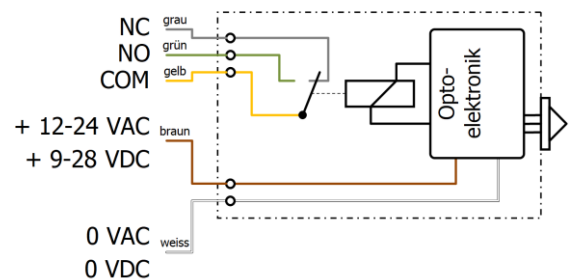 NC grau
NO grün
COM gelb
+ 12-24 VAC braun
+ 9-28 VDC
0 VAC weiss
0 VDC
Opto-
elektronik